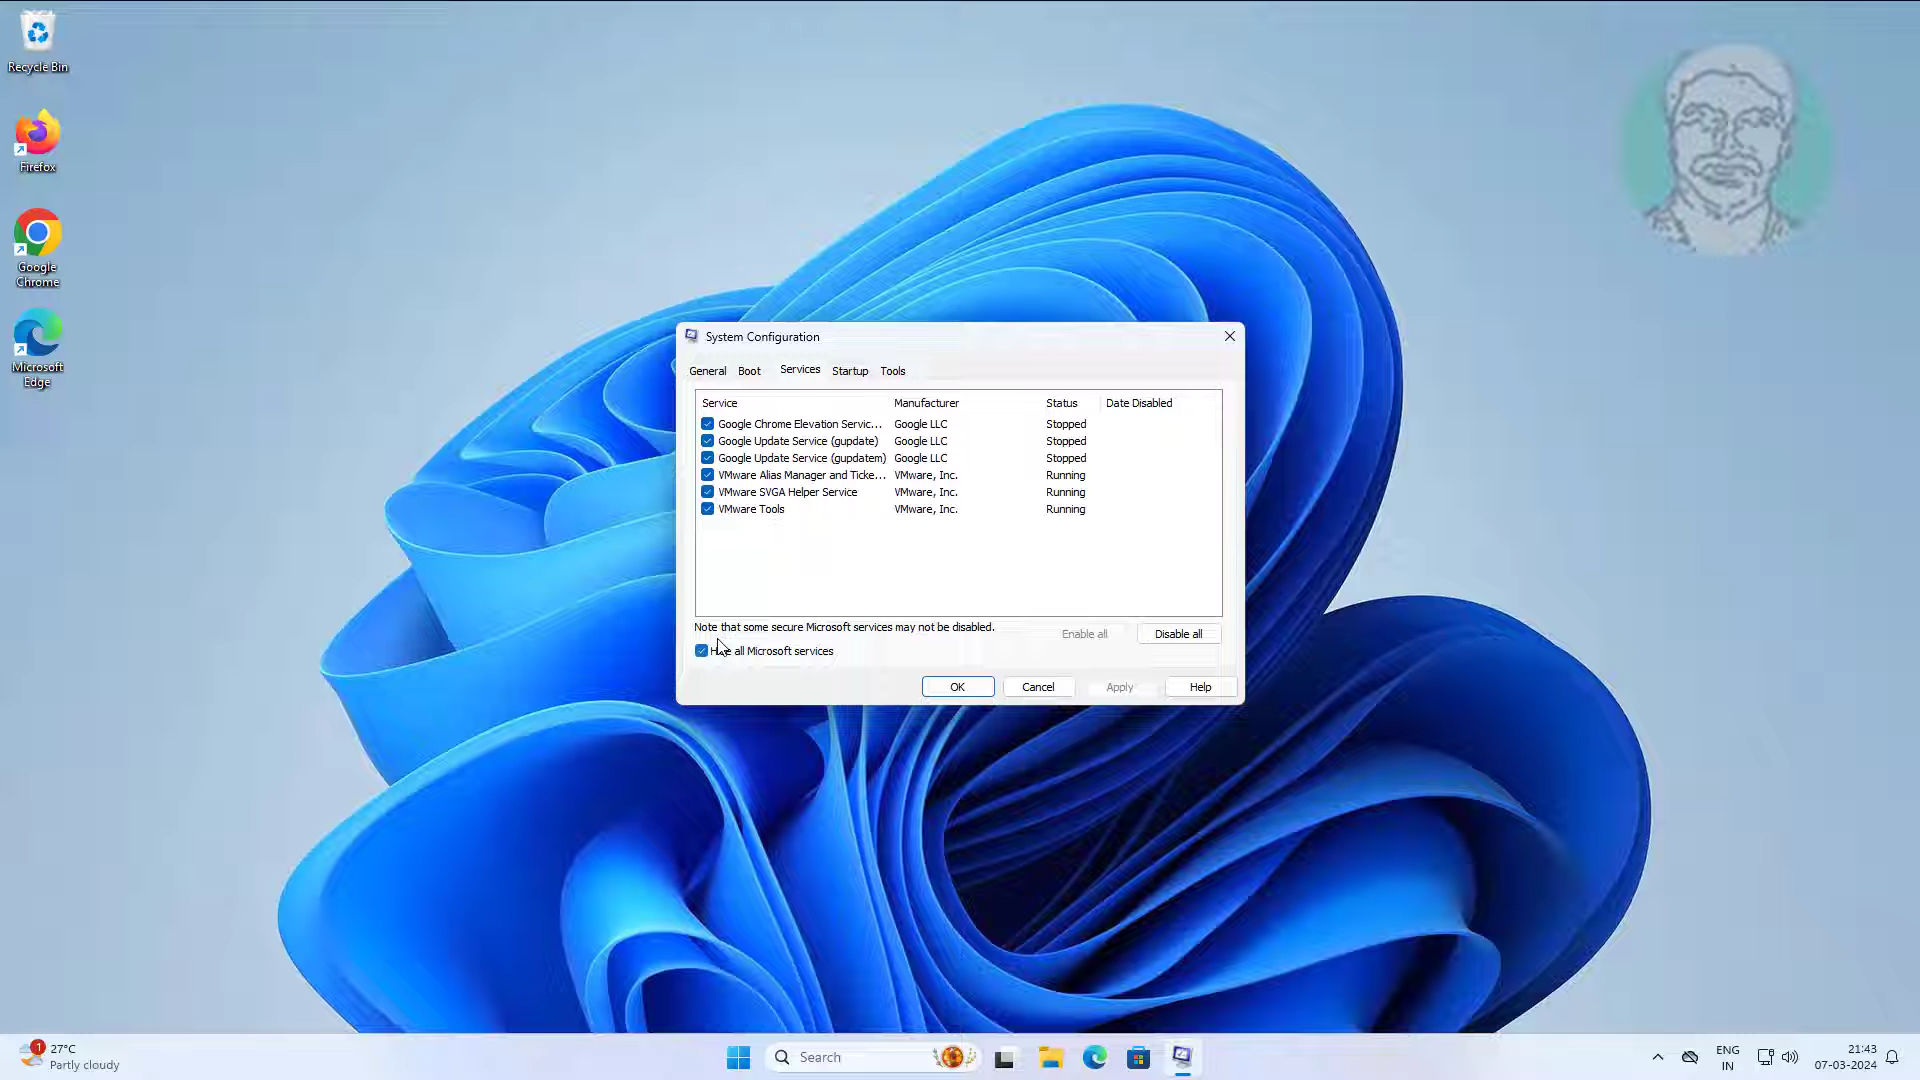 Recycle Bin
Firefox
Google
Chrome
Microsoft
Edge
System Configuration
General Boot Services Startup Tools
Service Manufacturer Status Date Disabled
Google Chrome Elevation Servic... Google LLC Stopped
Google Update Service (gupdate) Google LLC Stopped
Google Update Service (gupdatem) Google LLC Stopped
VMware Alias Manager and Ticke... VMware, Inc. Running
VMware SVGA Helper Service VMware, Inc. Running
VMware Tools VMware, Inc. Running
Note that some secure Microsoft services may not be disabled.
Enable all Disable all
all Microsoft services
OK Cancel Apply Help
1
27°C
Partly cloudy
Search
ENG
IN
21:43
07-03-2024